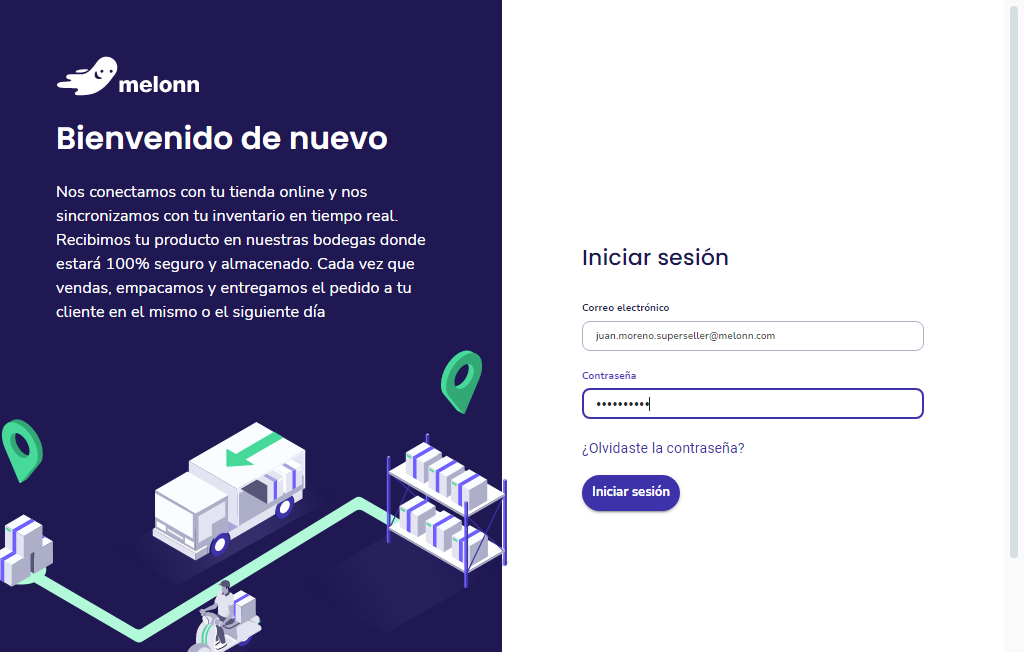 melonn
Bienvenido de nuevo
Nos conectamos con tu tienda online y nos
sincronizamos con tu inventario en tiempo real.
Recibimos tu producto en nuestras bodegas donde
estará 100% seguro y almacenado. Cada vez que
vendas, empacamos y entregamos el pedido a tu
cliente en el mismo o el siguiente día
Iniciar sesión
Correo electrónico
juan.moreno.superseller@melonn.com
Contraseña
••••••••••
¿Olvidaste la contraseña?
Iniciar sesión